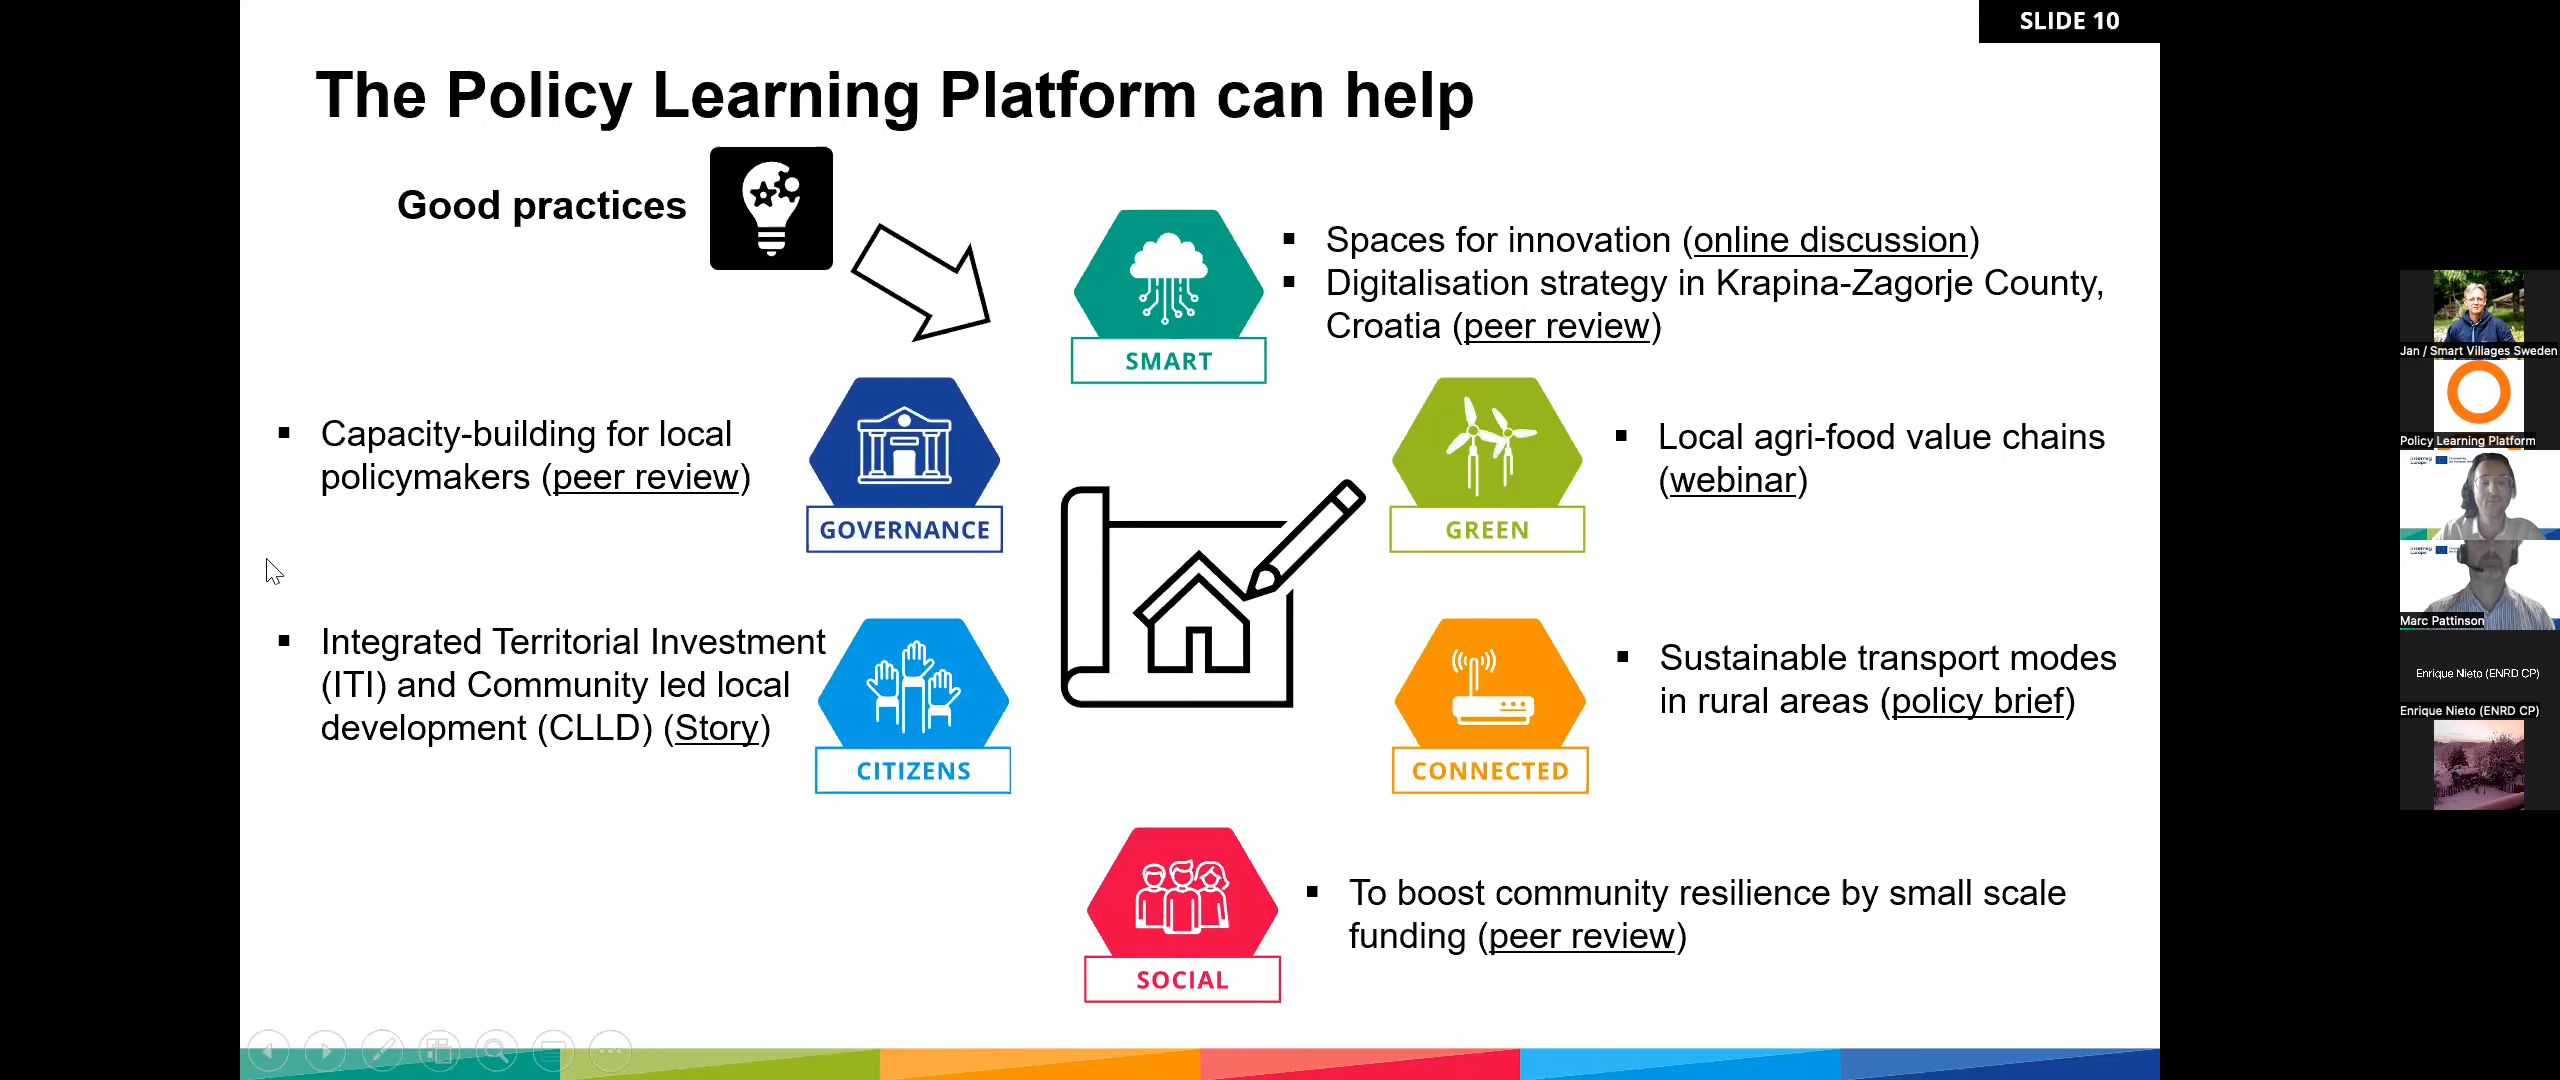 SLIDE 10
The Policy Learning Platform can help
Good practices
▪ Spaces for innovation (online discussion)
▪ Digitalisation strategy in Krapina-Zagorje County,
Croatia (peer review)
SMART
▪ Capacity-building for local
policymakers (peer review)
GOVERNANCE
GREEN
▪ Local agri-food value chains
(webinar)
▪ Integrated Territorial Investment
(ITI) and Community led local
development (CLLD) (Story)
CITIZENS
CONNECTED
▪ Sustainable transport modes
in rural areas (policy brief)
▪ To boost community resilience by small scale
funding (peer review)
SOCIAL
Jan / Smart Villages Sweden
Policy Learning Platform
Interreg
Europe
Interreg
Europe
Marc Pattinson
Enrique Nieto (ENRD CP)
Enrique Nieto (ENRD CP)